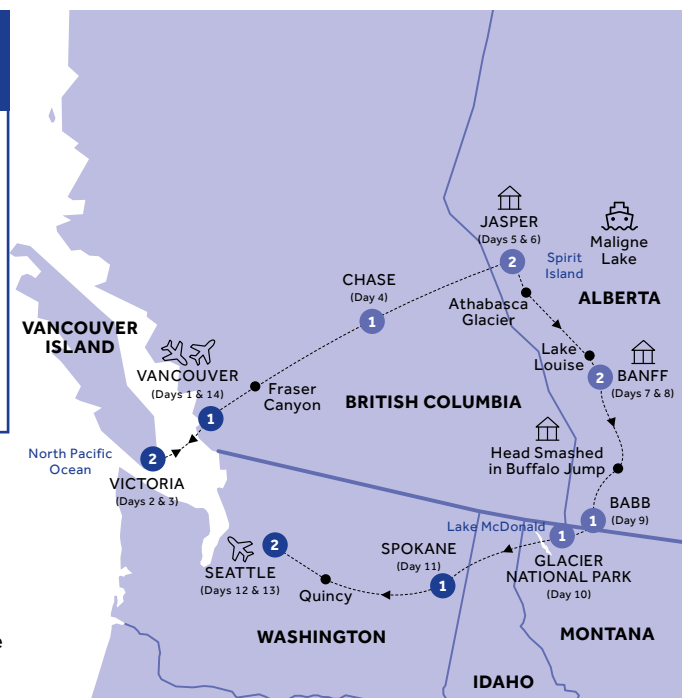 JASPER
(Days 5 & 6)
2
Spirit
Island
Maligne
Lake
CHASE
(Day 4)
1
Athabasca
Glacier
ALBERTA
VANCOUVER
ISLAND
Lake
Louise
VANCOUVER
(Days 1 & 14)
1
Fraser
Canyon
2
BANFF
(Days 7 & 8)
BRITISH COLUMBIA
North Pacific
Ocean
2
VICTORIA
(Days 2 & 3)
Head Smashed
in Buffalo Jump
BABB
(Day 9)
1
Lake McDonald
1
GLACIER
NATIONAL PARK
(Day 10)
SPOKANE
(Day 11)
1
2
SEATTLE
(Days 12 & 13)
Quincy
WASHINGTON
MONTANA
IDAHO
e